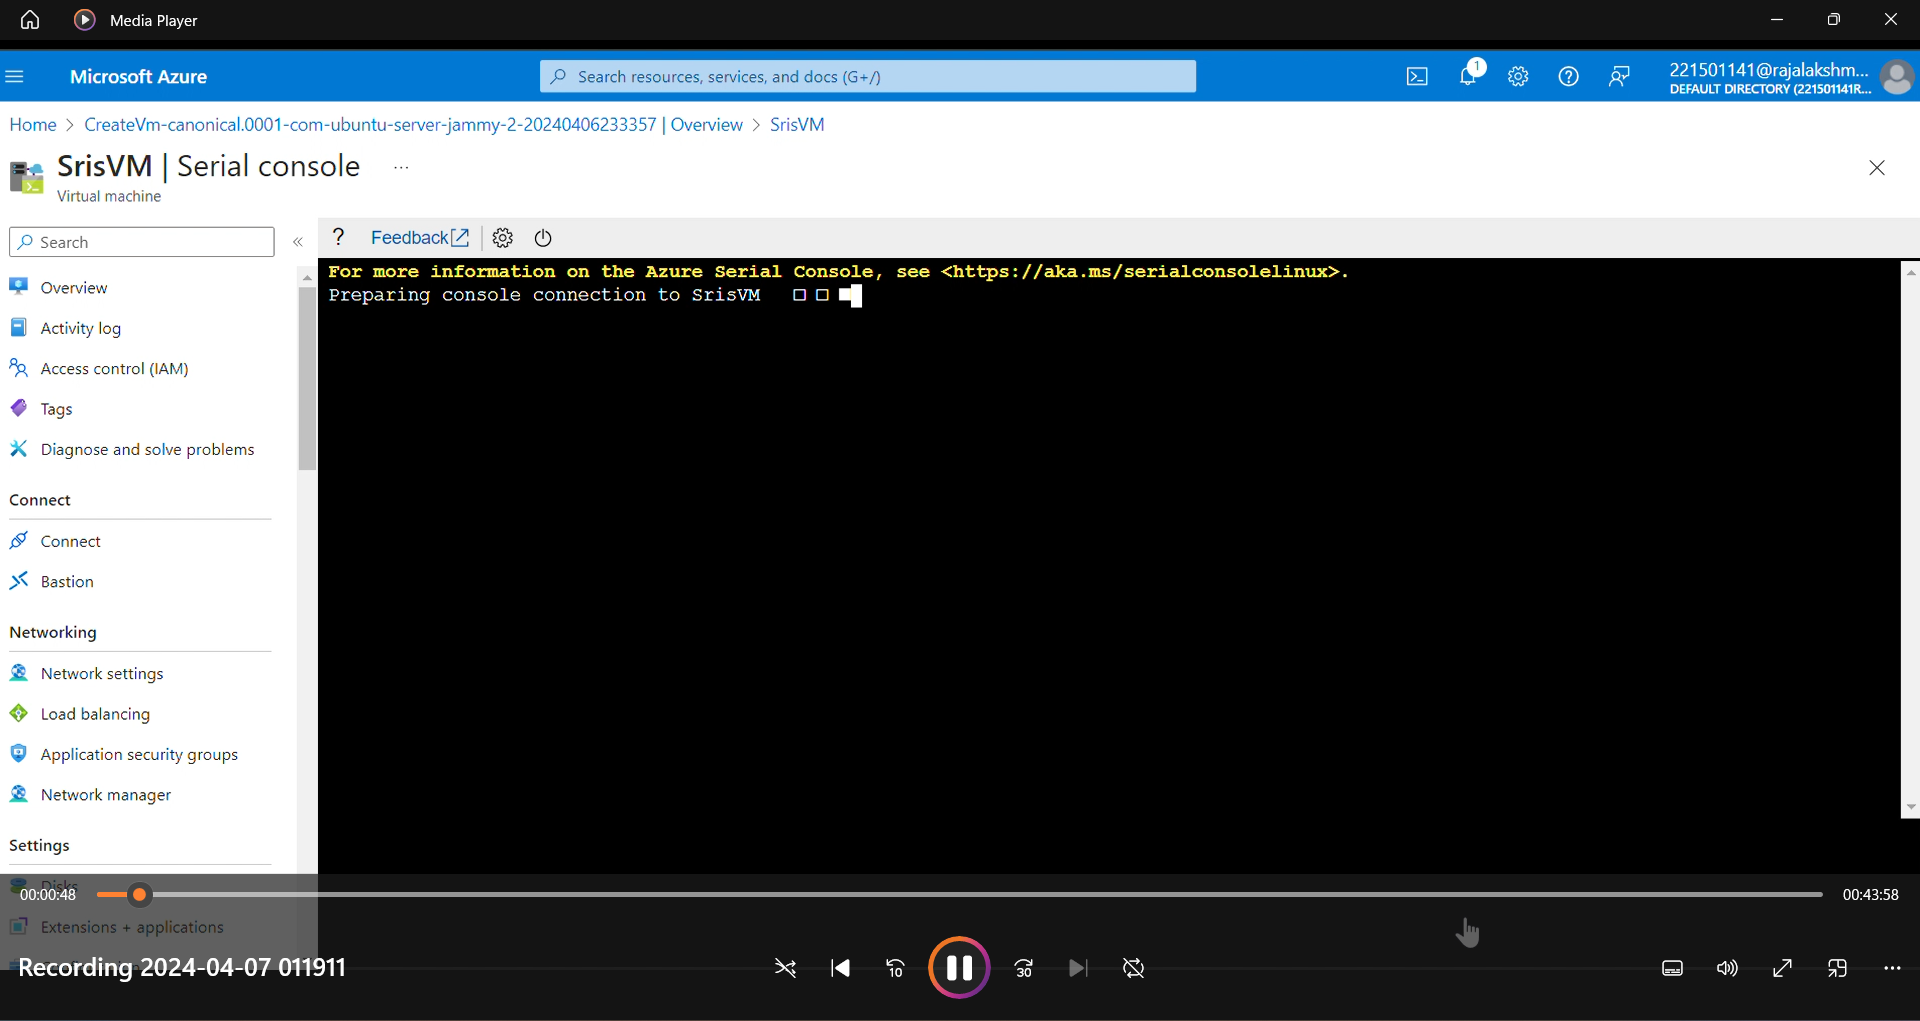 Media Player
Microsoft Azure
Search resources, services, and docs (G+/)
1
221501141@rajalakshm...
DEFAULT DIRECTORY (221501141R...
Home > CreateVm-canonical.0001-com-ubuntu-server-jammy-2-20240406233357 | Overview > SrisVM
SrisVM | Serial console ...
Virtual machine
Search
«
? Feedback
For more information on the Azure Serial Console, see <https://aka.ms/serialconsolelinux>.
Preparing console connection to SrisVM
Overview
Activity log
Access control (IAM)
Tags
Diagnose and solve problems
Connect
Connect
Bastion
Networking
Network settings
Load balancing
Application security groups
Network manager
Settings
Disks
00:00:48
00:43:58
Extensions + applications
Recording 2024-04-07 011911
10
30